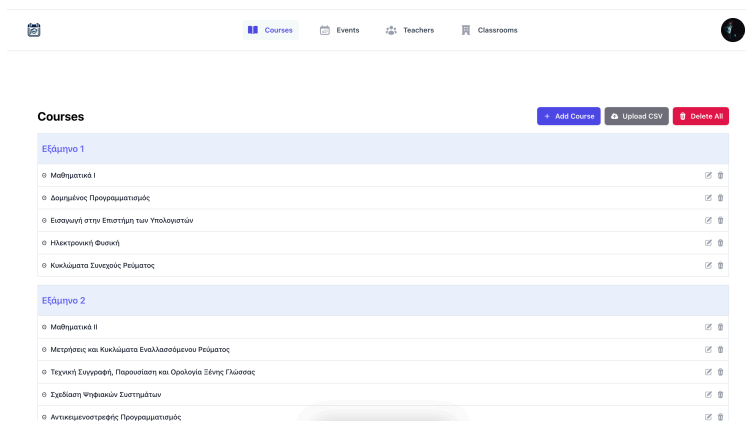 Courses
Events
Teachers
Classrooms
Courses
+ Add Course
Upload CSV
Delete All
Εξάμηνο 1
Μαθηματικά Ι
Δομημένος Προγραμματισμός
Εισαγωγή στην Επιστήμη των Υπολογιστών
Ηλεκτρονική Φυσική
Κυκλώματα Συνεχούς Ρεύματος
Εξάμηνο 2
Μαθηματικά ΙΙ
Μετρήσεις και Κυκλώματα Εναλλασσόμενου Ρεύματος
Τεχνική Συγγραφή, Παρουσίαση και Ορολογία Ξένης Γλώσσας
Σχεδίαση Ψηφιακών Συστημάτων
Αντικειμενοστρεφής Προγραμματισμός